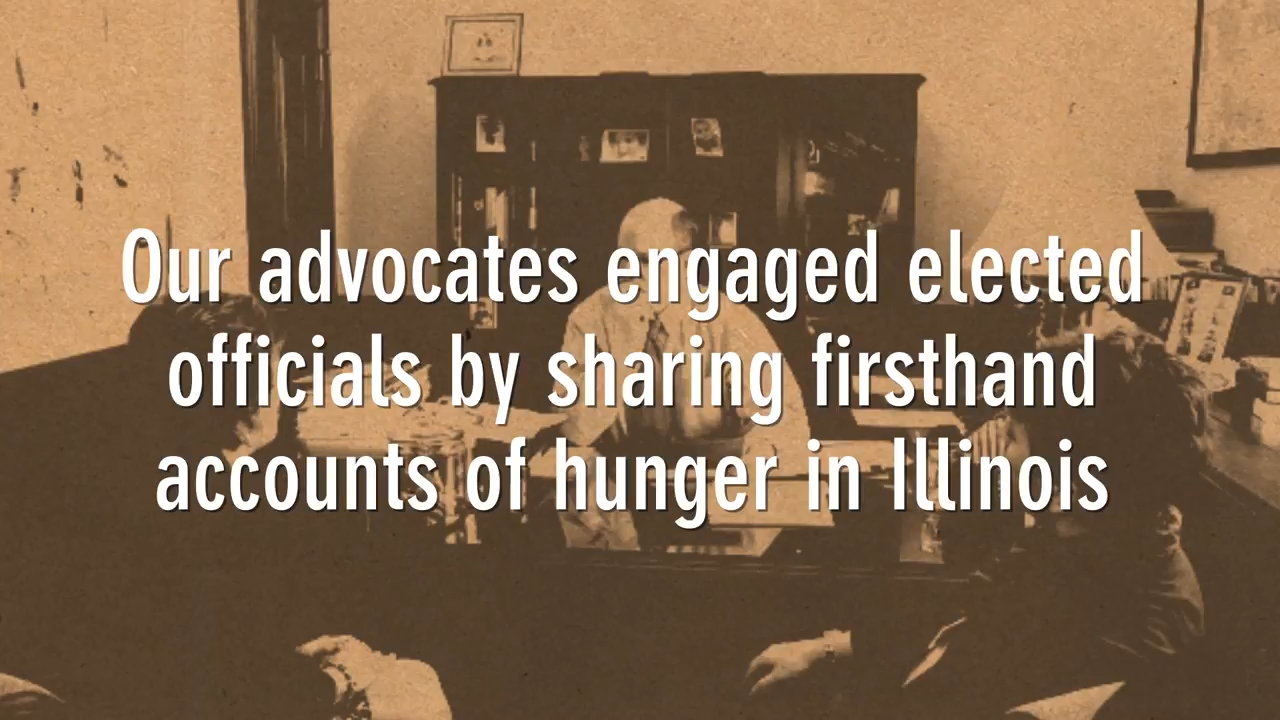 Our advocates engaged elected
officials by sharing firsthand
accounts of hunger in Illinois